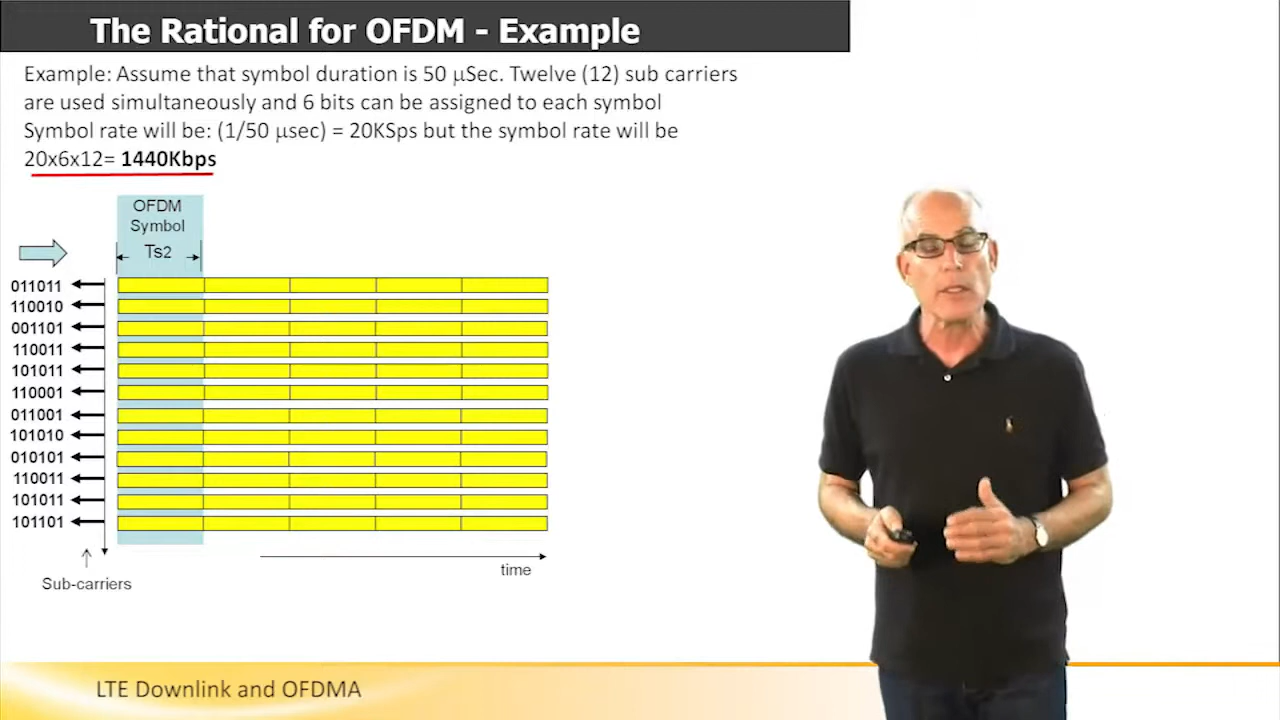 The Rational for OFDM - Example
Example: Assume that symbol duration is 50 μSec. Twelve (12) sub carriers
are used simultaneously and 6 bits can be assigned to each symbol
Symbol rate will be: (1/50 μsec) = 20KSps but the symbol rate will be
20x6x12= 1440Kbps
OFDM
Symbol
Ts2
011011
110010
001101
110011
101011
110001
011001
101010
010101
110011
101011
101101
time
Sub-carriers
LTE Downlink and OFDMA